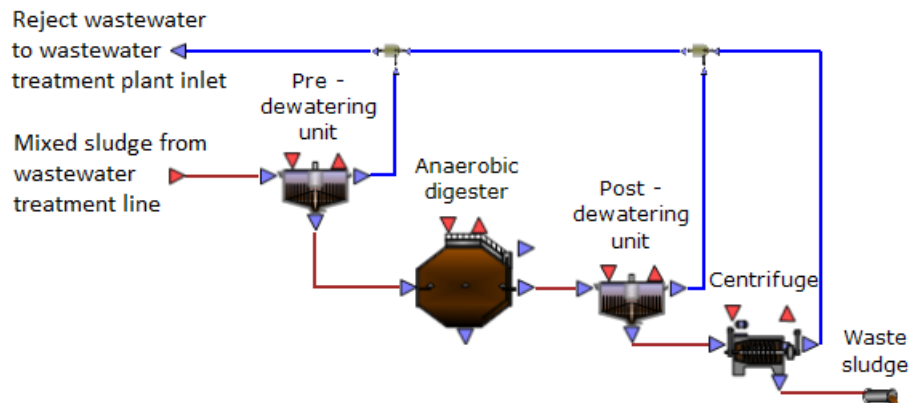 Reject wastewater
to wastewater
treatment plant inlet
Pre -
dewatering
unit
Mixed sludge from
wastewater
treatment line
Anaerobic
digester
Post -
dewatering
unit
Centrifuge
Waste
sludge